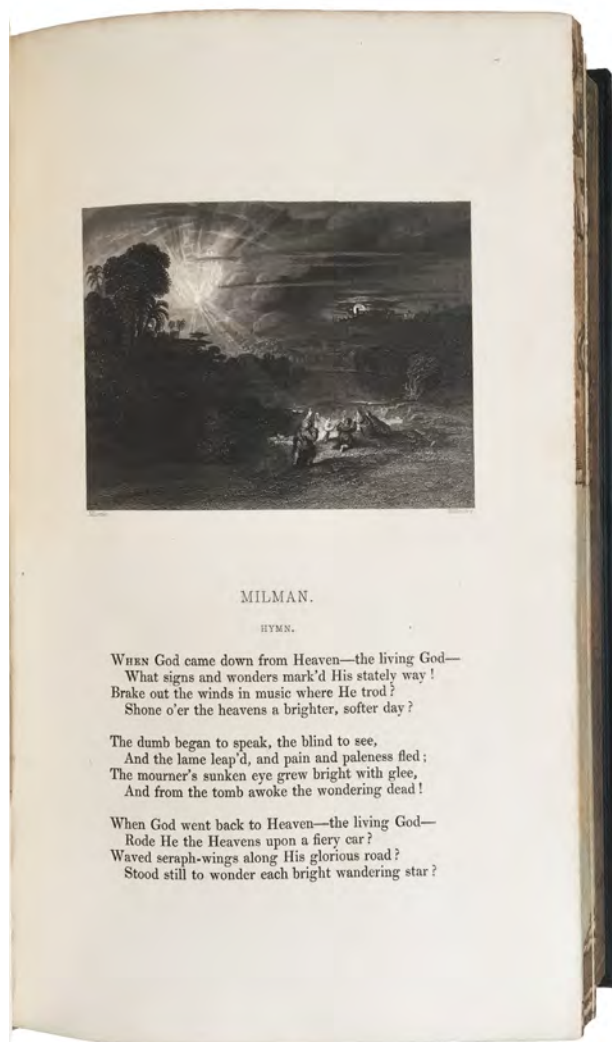 MILMAN.
HYMN.
WHEN God came down from Heaven—the living God—
What signs and wonders mark'd His stately way!
Brake out the winds in music where He trod?
Shone o'er the heavens a brighter, softer day?
The dumb began to speak, the blind to see,
And the lame leap'd, and pain and paleness fled;
The mourner's sunken eye grew bright with glee,
And from the tomb awoke the wondering dead!
When God went back to Heaven—the living God—
Rode He the Heavens upon a fiery car?
Waved seraph-wings along His glorious road?
Stood still to wonder each bright wandering star?